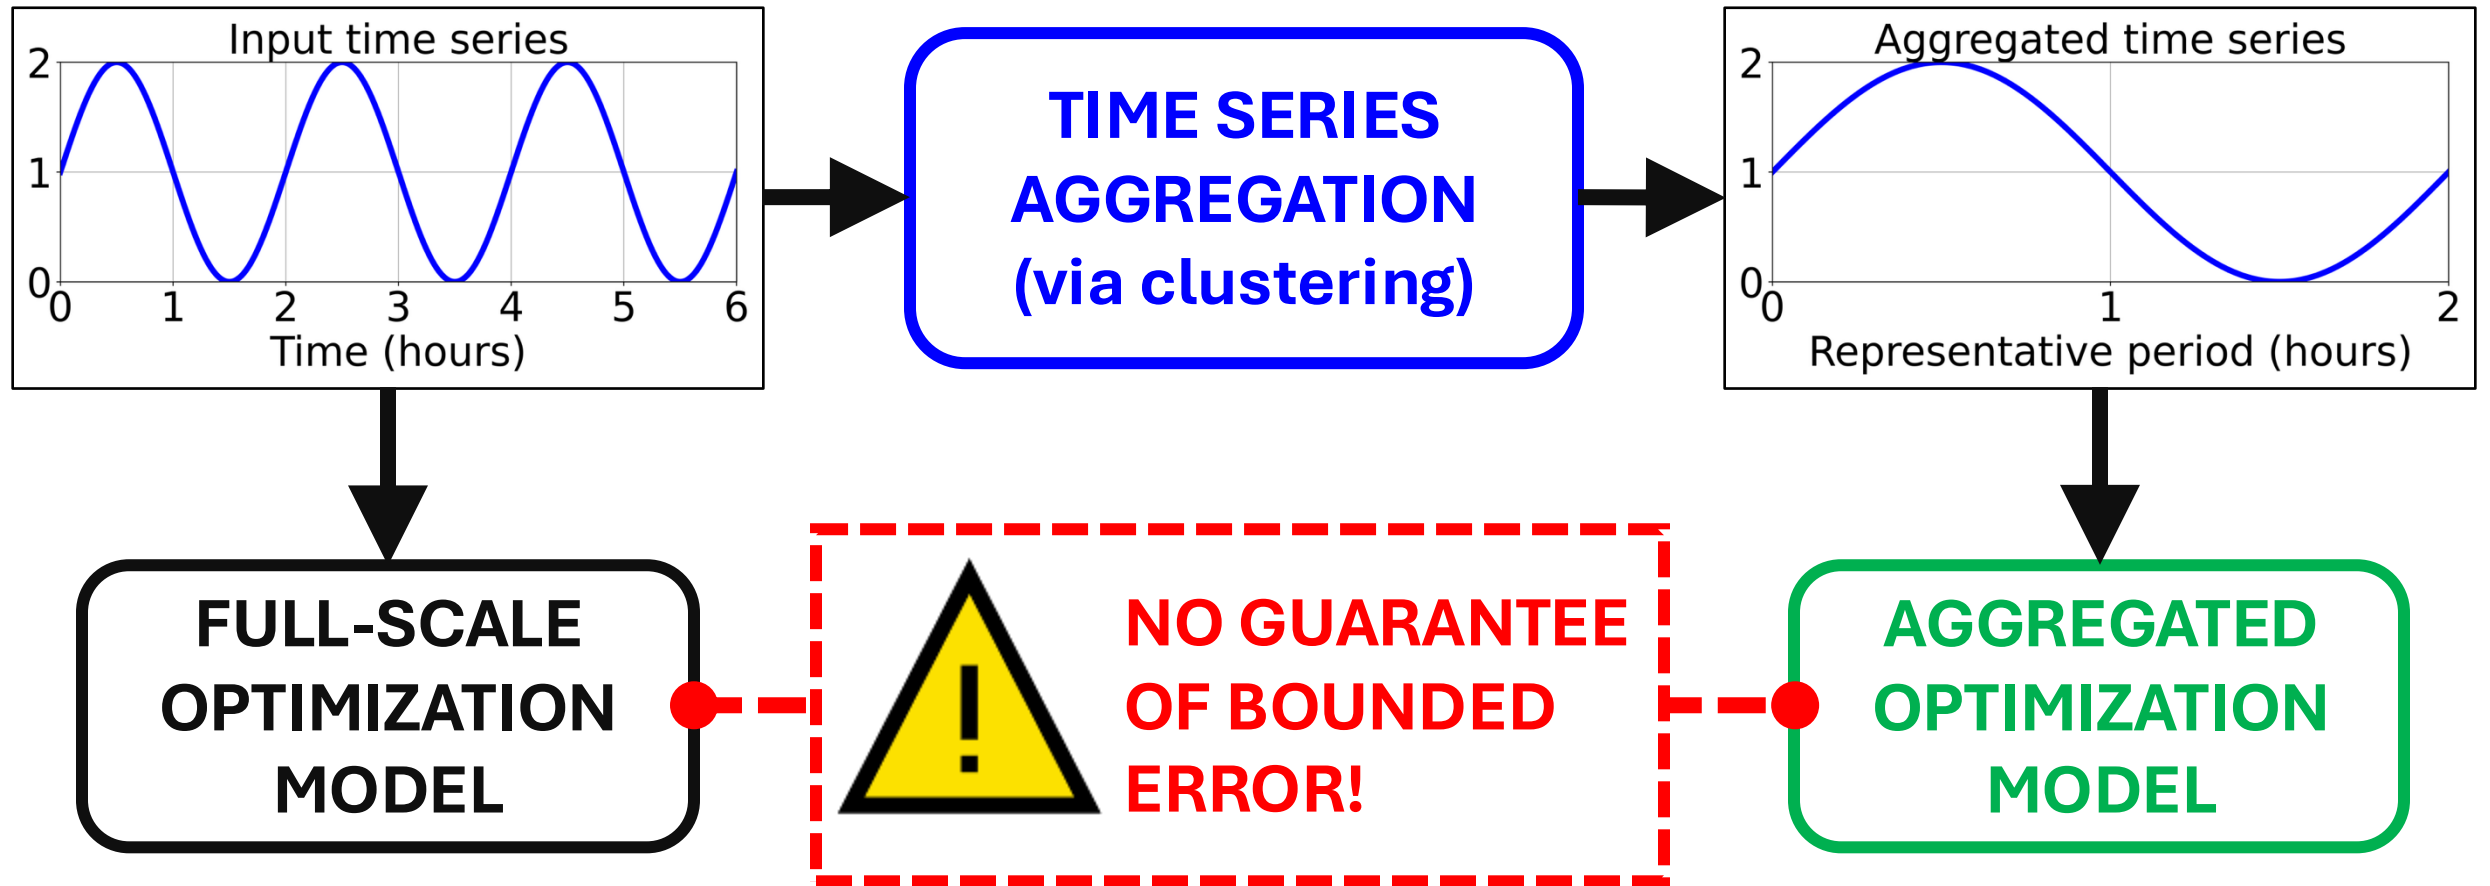 Input time series
2
1
0
0 1 2 3 4 5 6
Time (hours)
TIME SERIES
AGGREGATION
(via clustering)
Aggregated time series
2
1
0
0 1 2
Representative period (hours)
FULL-SCALE
OPTIMIZATION
MODEL
!
NO GUARANTEE
OF BOUNDED
ERROR!
AGGREGATED
OPTIMIZATION
MODEL